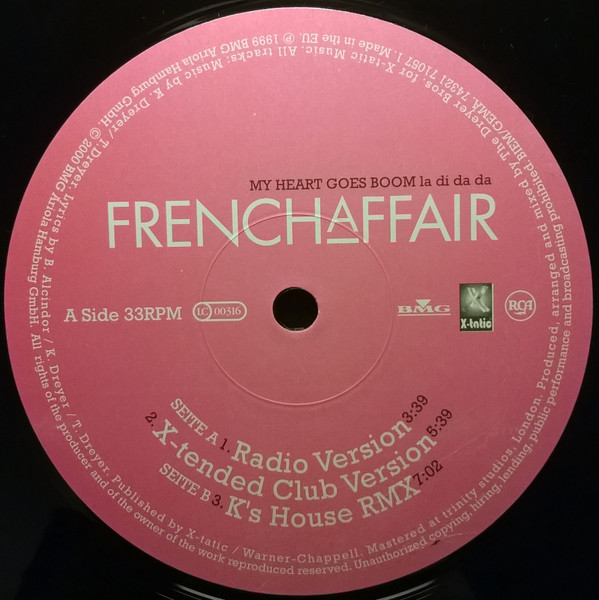 MY HEART GOES BOOM la di da da
FRENCHAFFAIR
A Side 33RPM
LC 00316
BMG
X
X-tatic
RCA
SEITE A 1. Radio Version 3:39
2. X-tended Club Version 5:39
SEITE B 3. K's House RMX 7:02
All tracks: Music by K. Dreyer/T. Dreyer, lyrics by B. Alcindor / K. Dreyer / T. Dreyer. Published by X-tatic / Warner-Chappell. Mastered at trinity studios, London. Produced, arranged and mixed by The Dreyer Bros. for X-tatic Music.
℗ 1999 BMG Ariola Hamburg GmbH. © 2000 BMG Ariola Hamburg GmbH. All rights of the producer and of the owner of the work reproduced reserved. Unauthorized copying, hiring, lending, public performance and broadcasting prohibited. BIEM/GEMA. 74321 71057 1. Made in the EU.